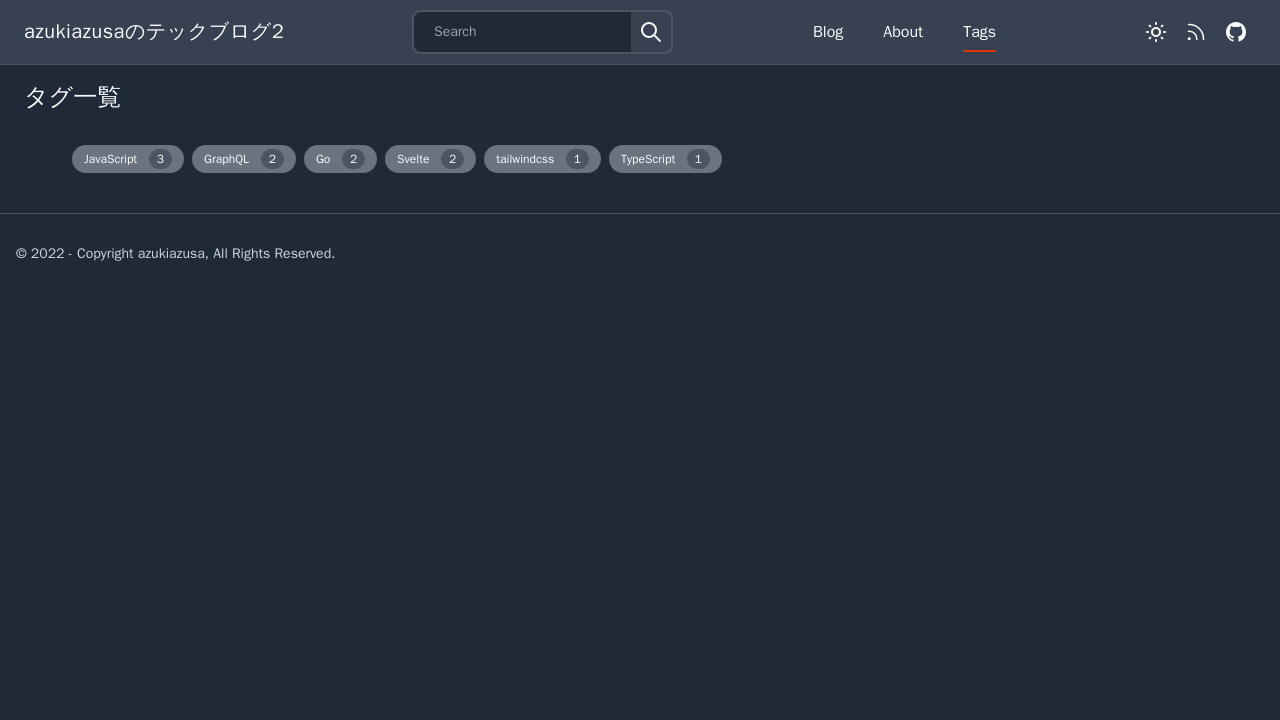 azukiazusaのテックブログ2
Search
Blog About Tags
タグ一覧
JavaScript 3 GraphQL 2 Go 2 Svelte 2 tailwindcss 1 TypeScript 1
© 2022 - Copyright azukiazusa, All Rights Reserved.